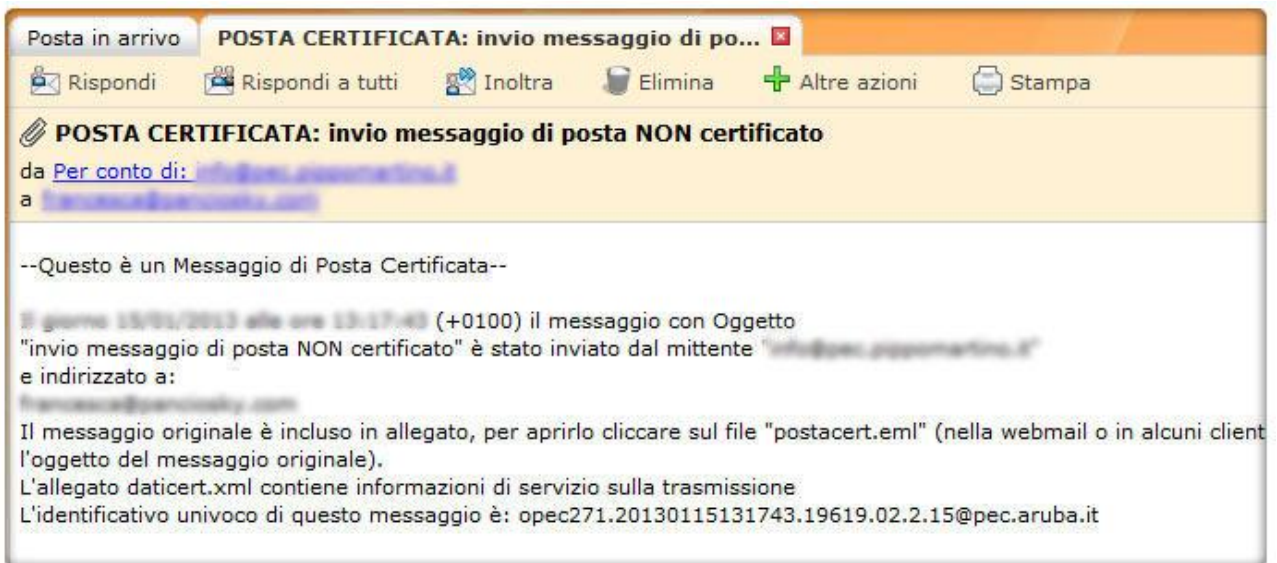 Posta in arrivo POSTA CERTIFICATA: invio messaggio di po...
Rispondi Rispondi a tutti Inoltra Elimina Altre azioni Stampa
POSTA CERTIFICATA: invio messaggio di posta NON certificato
da Per conto di:
a
--Questo è un Messaggio di Posta Certificata--
(+0100) il messaggio con Oggetto
"invio messaggio di posta NON certificato" è stato inviato dal mittente
e indirizzato a:
Il messaggio originale è incluso in allegato, per aprirlo cliccare sul file "postacert.eml" (nella webmail o in alcuni client
l'oggetto del messaggio originale).
L'allegato daticert.xml contiene informazioni di servizio sulla trasmissione
L'identificativo univoco di questo messaggio è: opec271.20130115131743.19619.02.2.15@pec.aruba.it